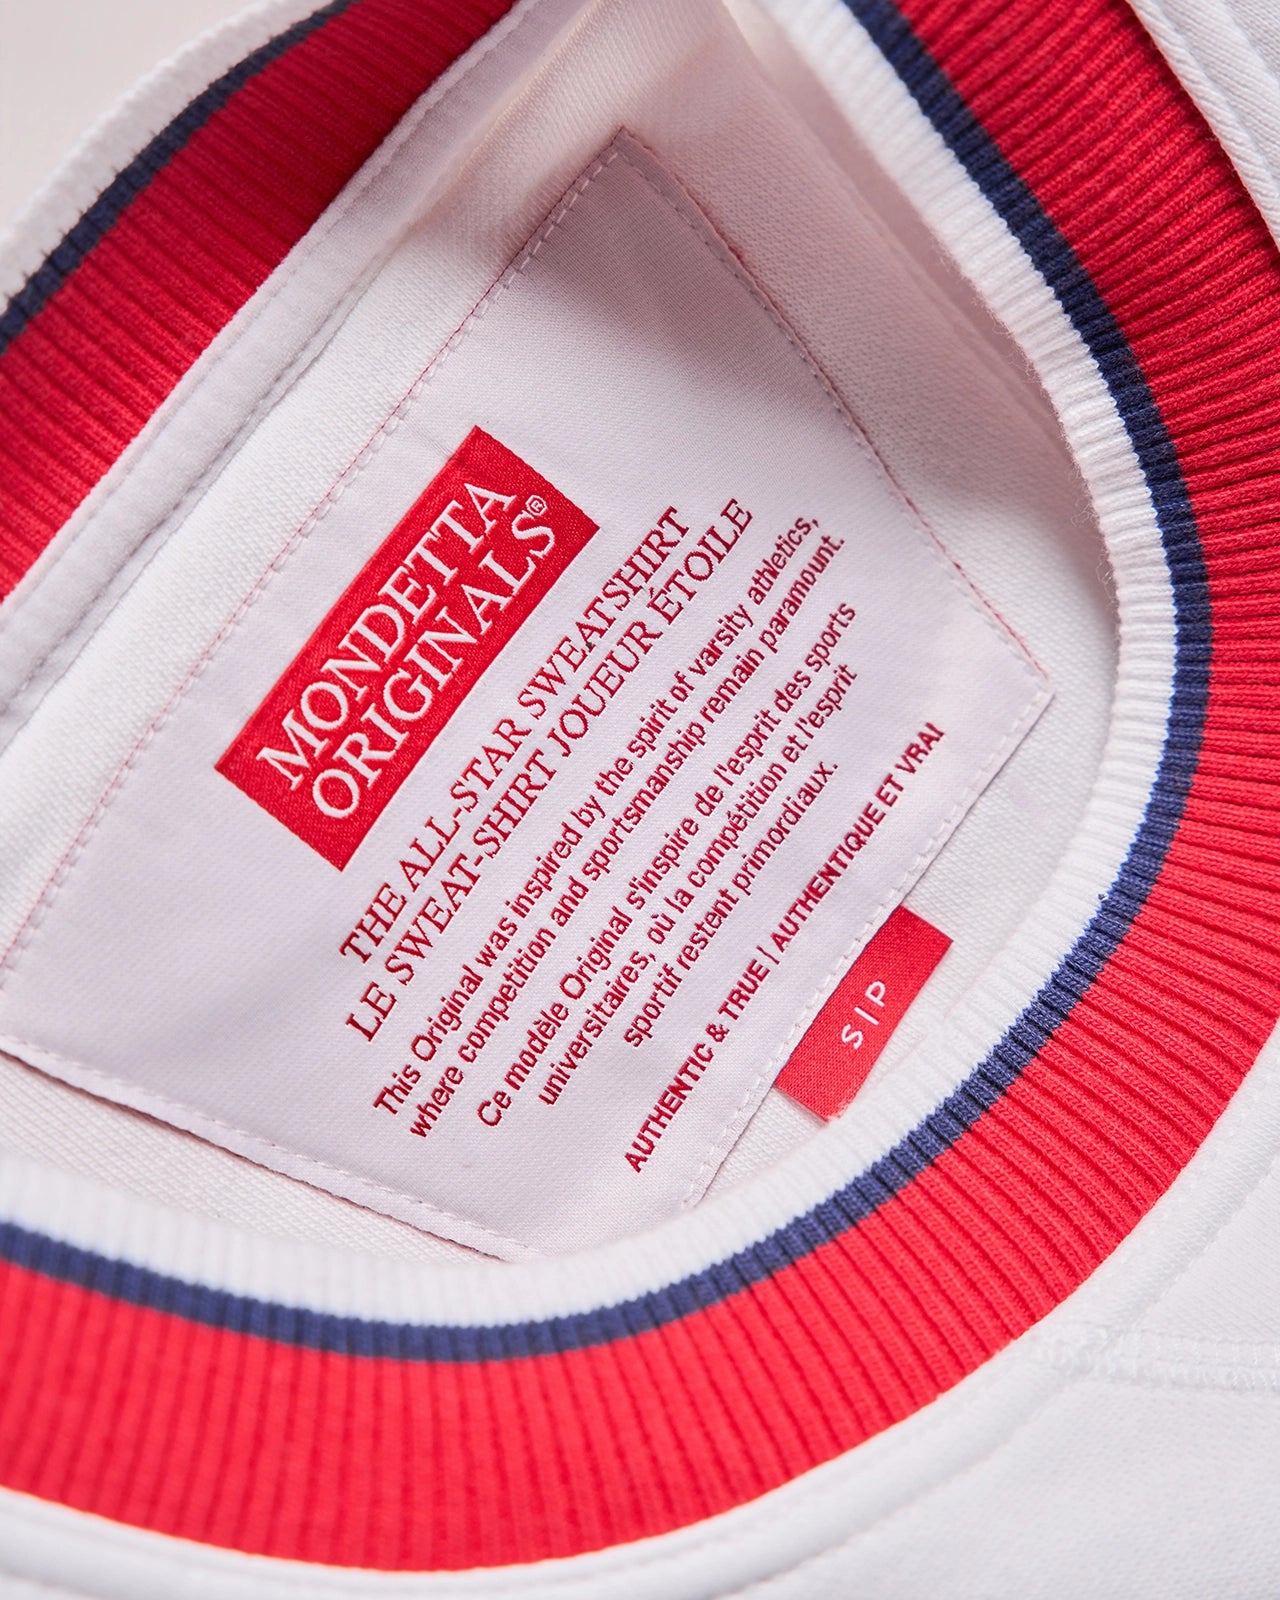 MONDETTA
ORIGINALS®
THE ALL-STAR SWEATSHIRT
LE SWEAT-SHIRT JOUEUR ÉTOILE
This Original was inspired by the spirit of varsity athletics,
where competition and sportsmanship remain paramount.
Ce modèle Original s'inspire de l'esprit des sports
universitaires, où la compétition et l'esprit
sportif restent primordiaux.
AUTHENTIC & TRUE | AUTHENTIQUE ET VRAI
S | P